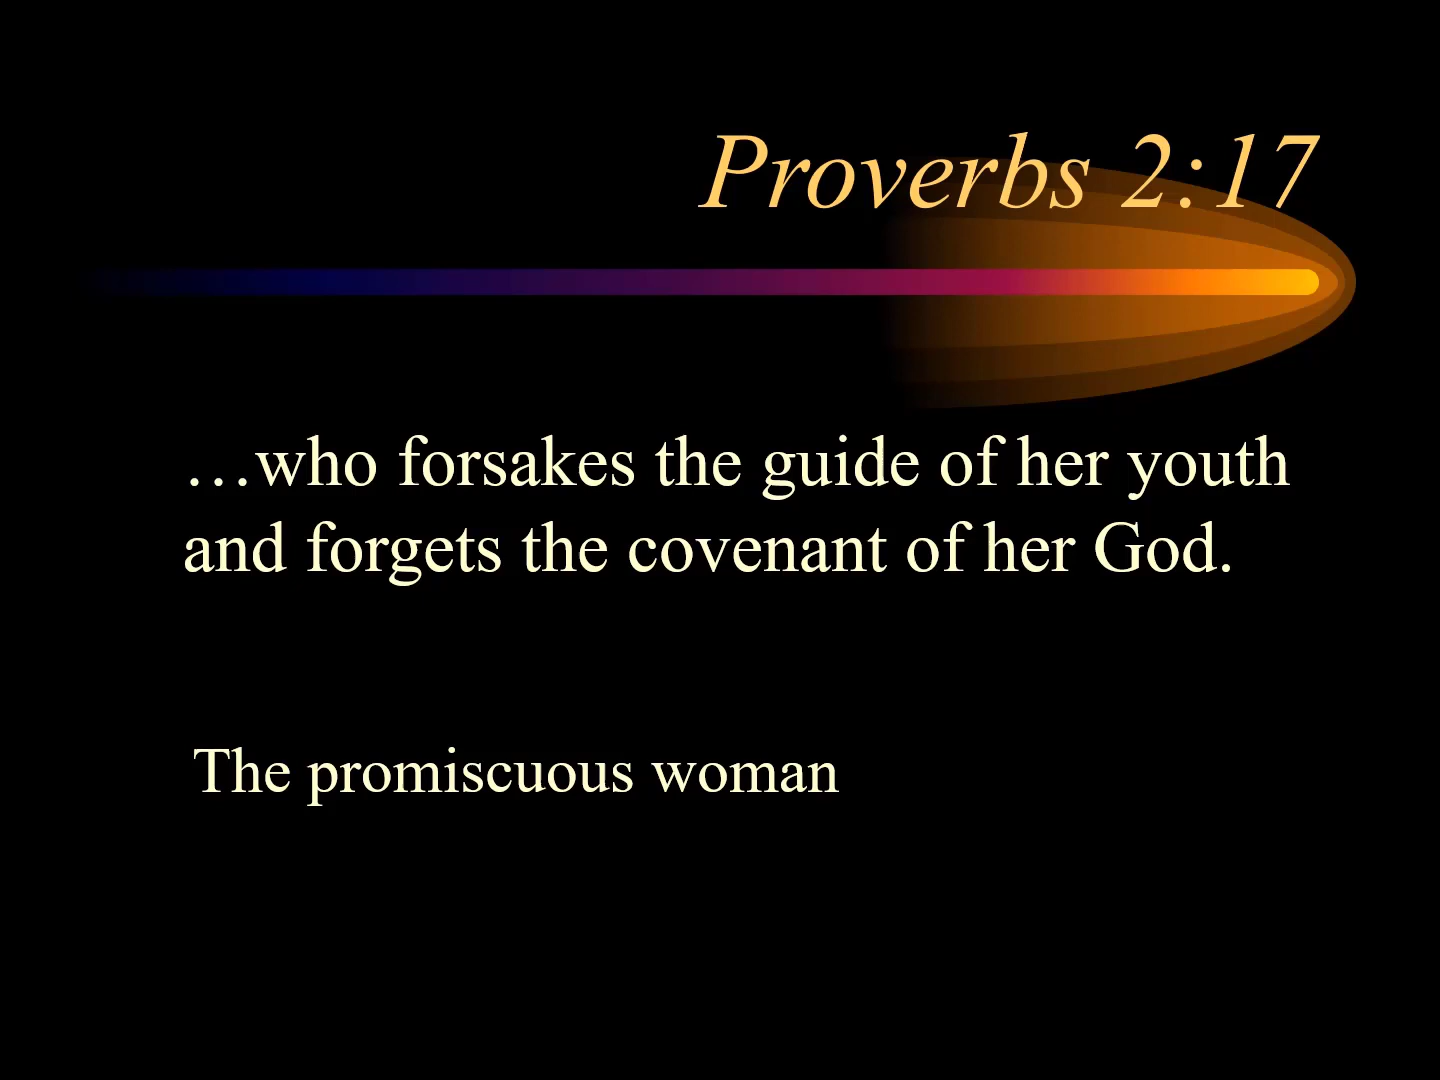 Proverbs 2:17
…who forsakes the guide of her youth
and forgets the covenant of her God.
The promiscuous woman